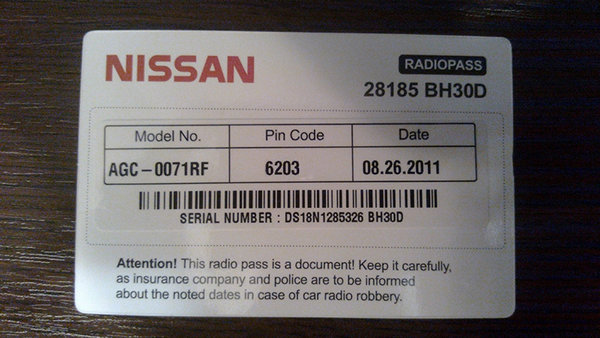 NISSAN
RADIOPASS
28185 BH30D
Model No. Pin Code Date
AGC-0071RF 6203 08.26.2011
SERIAL NUMBER : DS18N1285326 BH30D
Attention! This radio pass is a document! Keep it carefully,
as insurance company and police are to be informed
about the noted dates in case of car radio robbery.